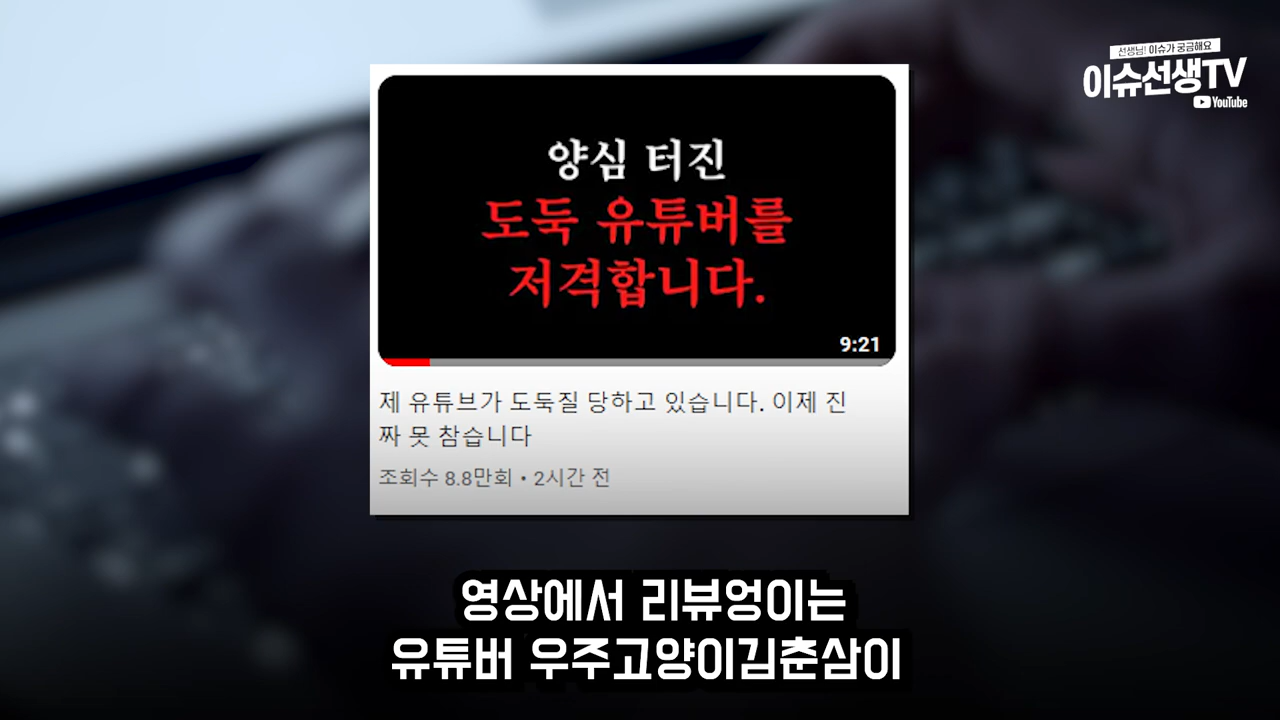 선생님! 이슈가 궁금해요
이슈선생TV
YouTube
양심 터진
도둑 유튜버를
저격합니다.
9:21
제 유튜브가 도둑질 당하고 있습니다. 이제 진
짜 못 참습니다
조회수 8.8만회 • 2시간 전
영상에서 리뷰엉이는
유튜버 우주고양이김춘삼이